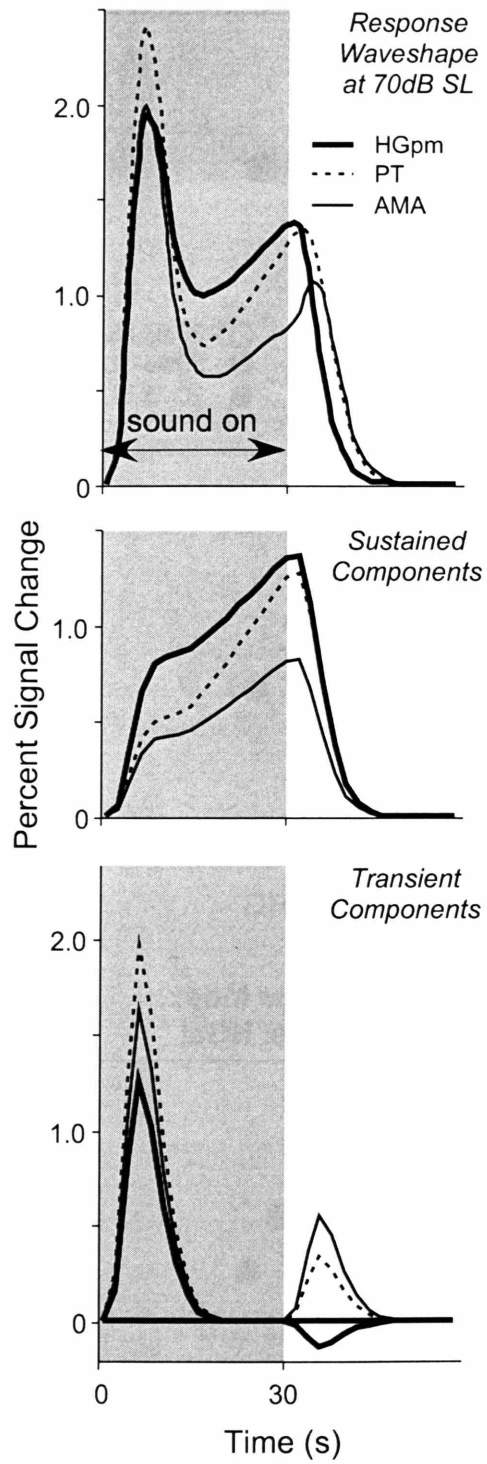 Response
Waveshape
at 70dB SL
HGpm
PT
AMA
2.0
1.0
0
sound on
Percent Signal Change
Sustained
Components
1.0
0
Transient
Components
2.0
1.0
0
0
30
Time (s)